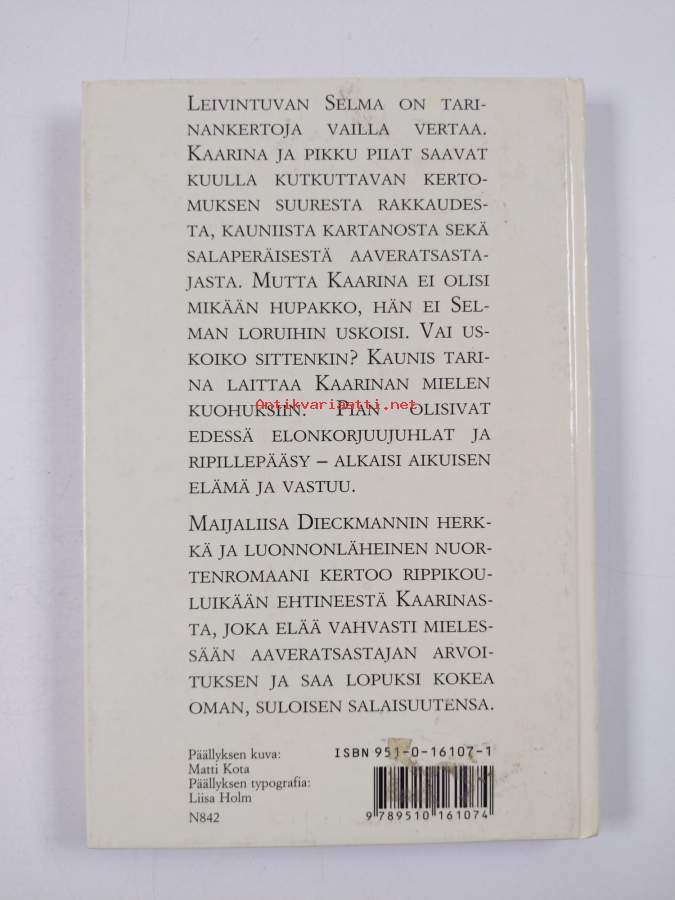 LEIVINTUVAN SELMA ON TARI-
NANKERTOJA VAILLA VERTAA.
KAARINA JA PIKKU PIIAT SAAVAT
KUULLA KUTKUTTAVAN KERTO-
MUKSEN SUURESTA RAKKAUDES-
TA, KAUNIISTA KARTANOSTA SEKÄ
SALAPERÄISESTÄ AAVERATSASTA-
JASTA. MUTTA KAARINA EI OLISI
MIKÄÄN HUPAKKO, HÄN EI SEL-
MAN LORUIHIN USKOISI. VAI US-
KOIKO SITTENKIN? KAUNIS TARI-
NA LAITTAA KAARINAN MIELEN
KUOHUKSIIN. PIAN OLISIVAT
Antikvariaatti.net
EDESSÄ ELONKORJUUJUHLAT JA
RIPILLEPÄÄSY – ALKAISI AIKUISEN
ELÄMÄ JA VASTUU.
MAIJALIISA DIECKMANNIN HERK-
KÄ JA LUONNONLÄHEINEN NUOR-
TENROMAANI KERTOO RIPPIKOU-
LUIKÄÄN EHTINEESTÄ KAARINAS-
TA, JOKA ELÄÄ VAHVASTI MIELES-
SÄÄN AAVERATSASTAJAN ARVOI-
TUKSEN JA SAA LOPUKSI KOKEA
OMAN, SULOISEN SALAISUUTENSA.
Päällyksen kuva:
Matti Kota
Päällyksen typografia:
Liisa Holm
N842
ISBN 951-0-16107-1
9 789510 161074